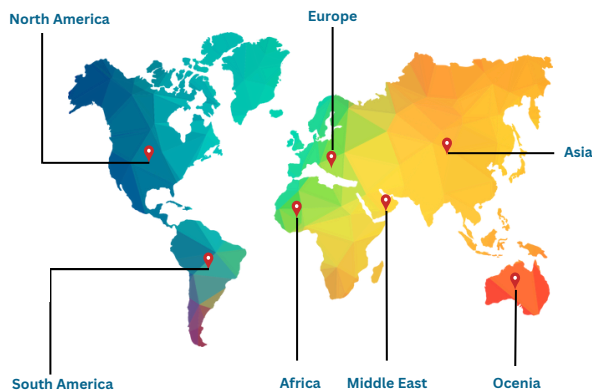 North America
Europe
Asia
South America
Africa
Middle East
Ocenia